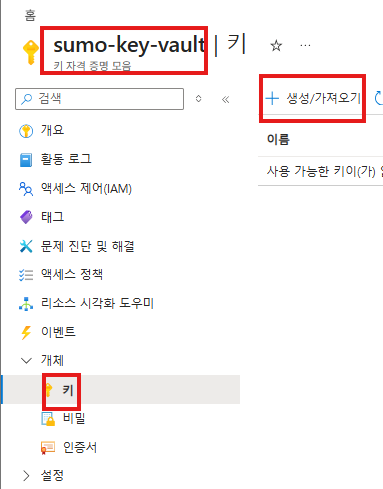 홈
sumo-key-vault | 키
키 자격 증명 모음
검색
생성/가져오기
개요
이름
활동 로그
사용 가능한 키이(가)
액세스 제어(IAM)
태그
문제 진단 및 해결
액세스 정책
리소스 시각화 도우미
이벤트
개체
키
비밀
인증서
설정